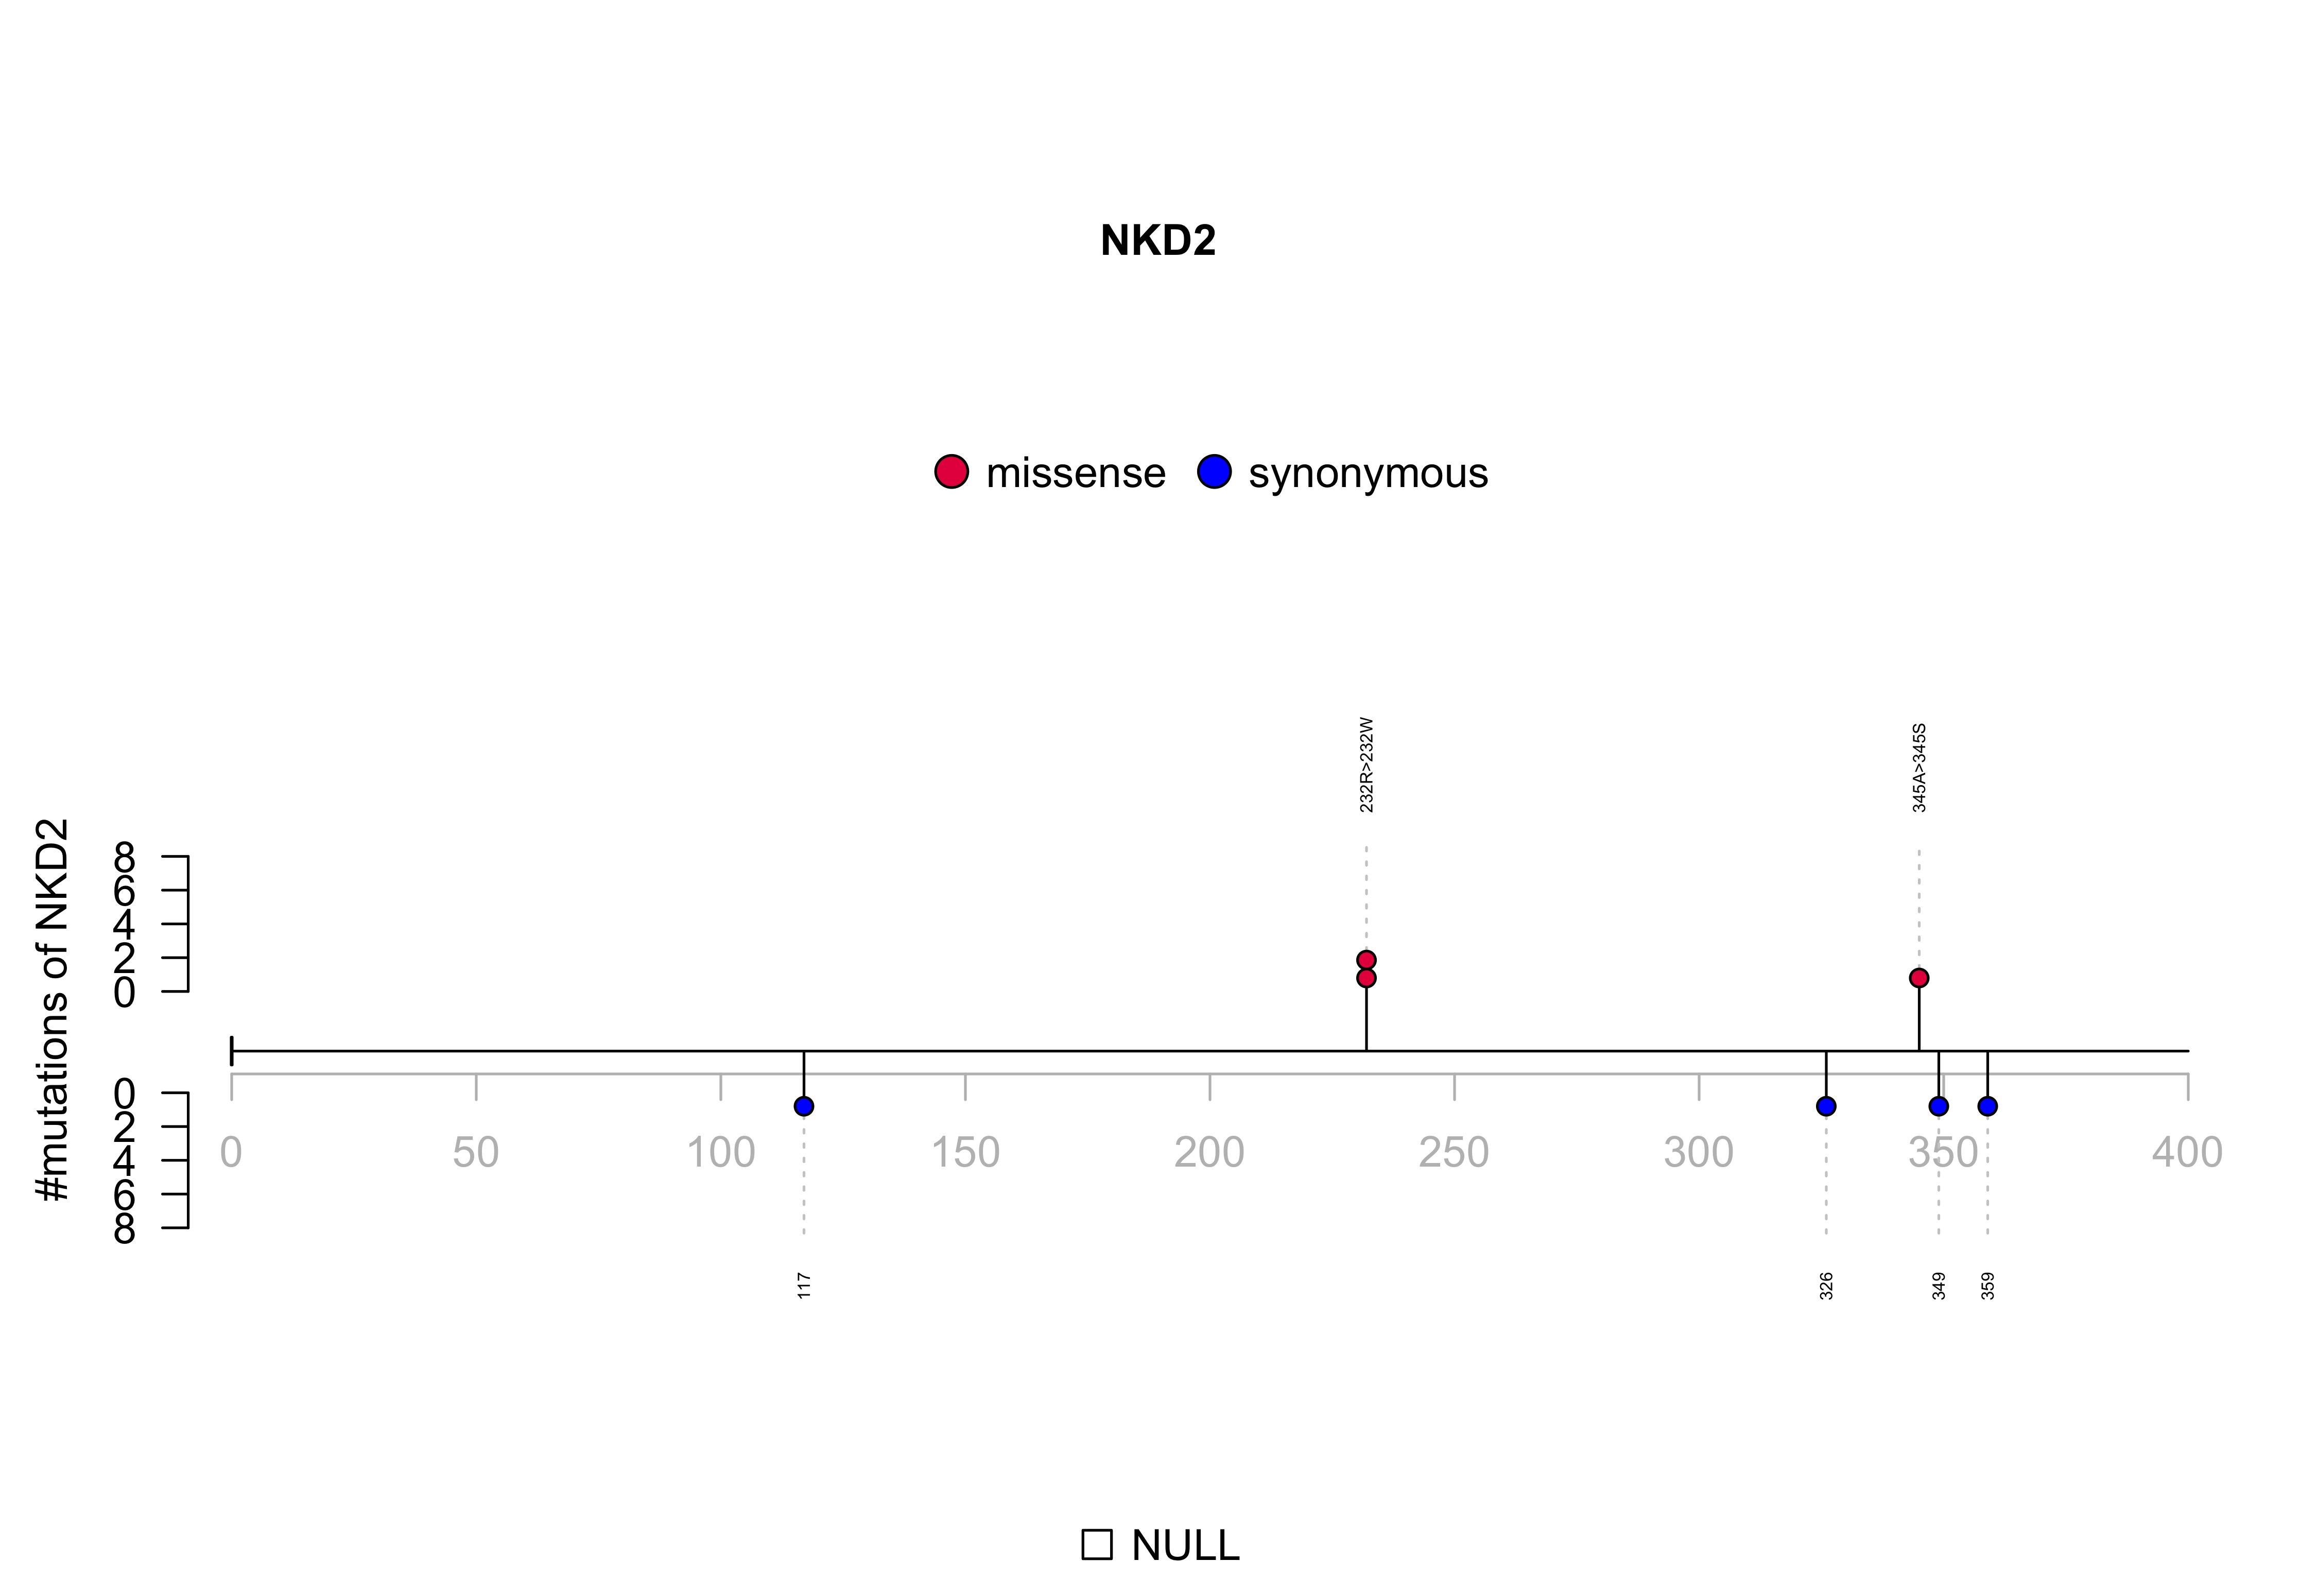 NKD2
missense
synonymous
232R>232W
345A>345S
#mutations of NKD2
8
6
4
2
0
0
2
4
6
8
0 50 100 150 200 250 300 350 400
117
326
349
359
NULL